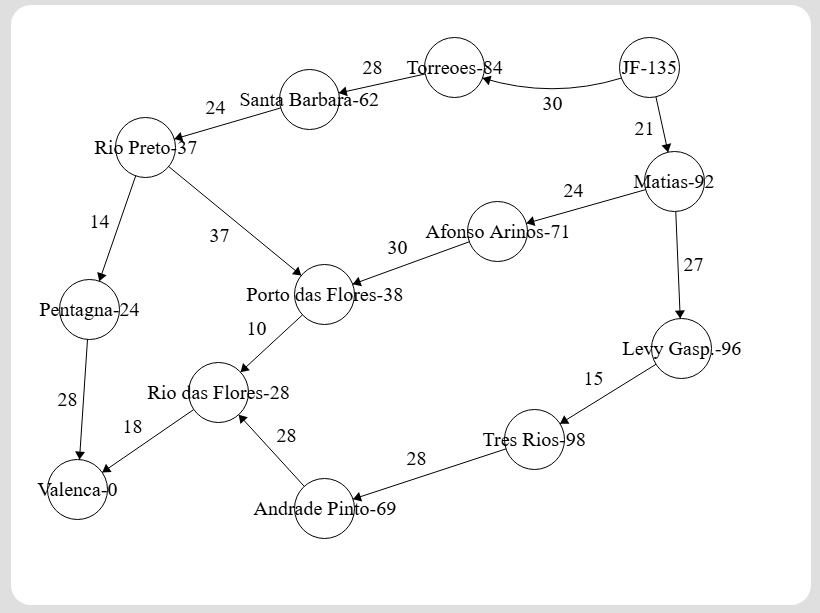 Torreoes-84
JF-135
28
Santa Barbara-62
30
24
21
Rio Preto-37
Matias-92
24
14
Afonso Arinos-71
37
30
27
Porto das Flores-38
Pentagna-24
10
Levy Gasp.-96
15
Rio das Flores-28
28
18
28
Tres Rios-98
28
Valenca-0
Andrade Pinto-69